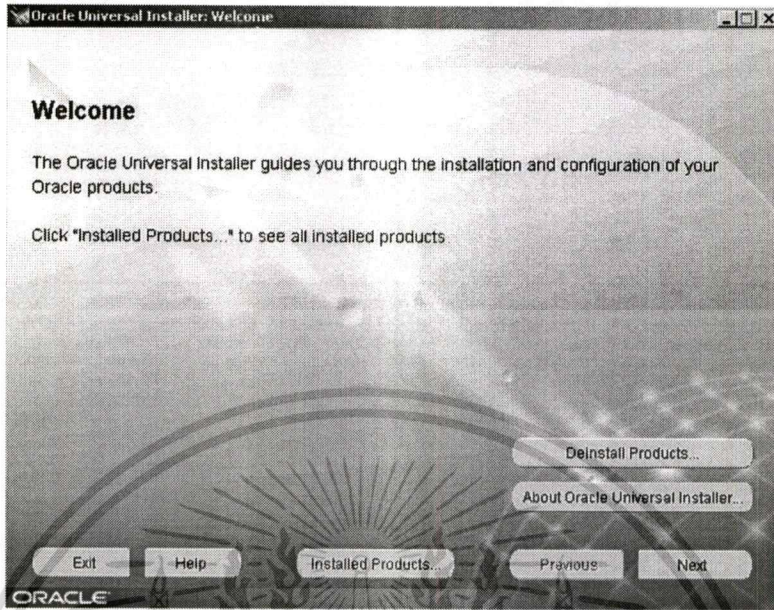 Oracle Universal Installer: Welcome
Welcome
The Oracle Universal Installer guides you through the installation and configuration of your
Oracle products.
Click "Installed Products..." to see all installed products.
Deinstall Products...
About Oracle Universal Installer...
Exit
Help
Installed Products...
Previous
Next
ORACLE